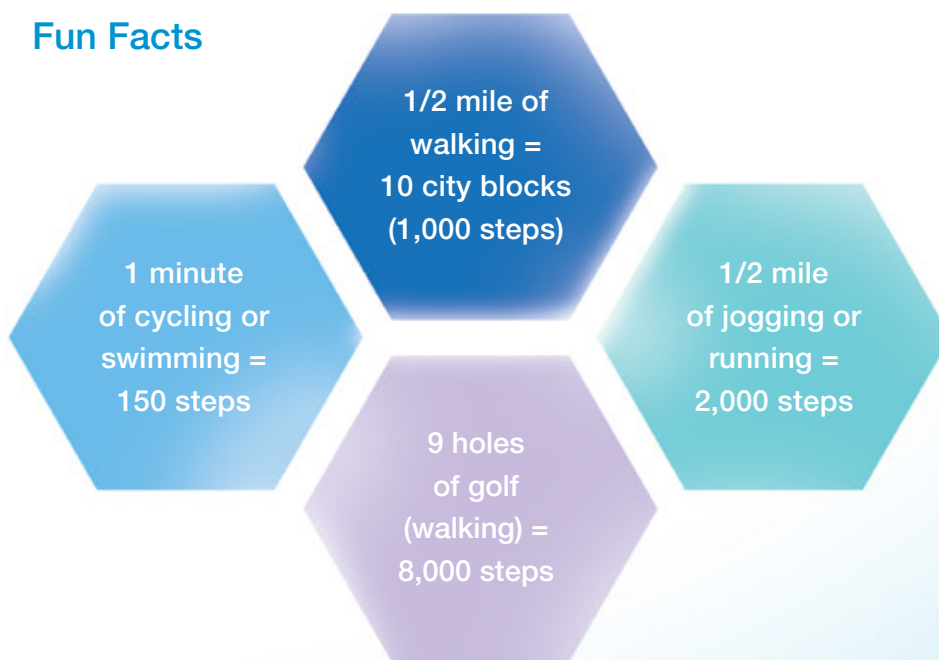 Fun Facts
1/2 mile of
walking =
10 city blocks
(1,000 steps)
1 minute
of cycling or
swimming =
150 steps
1/2 mile
of jogging or
running =
2,000 steps
9 holes
of golf
(walking) =
8,000 steps